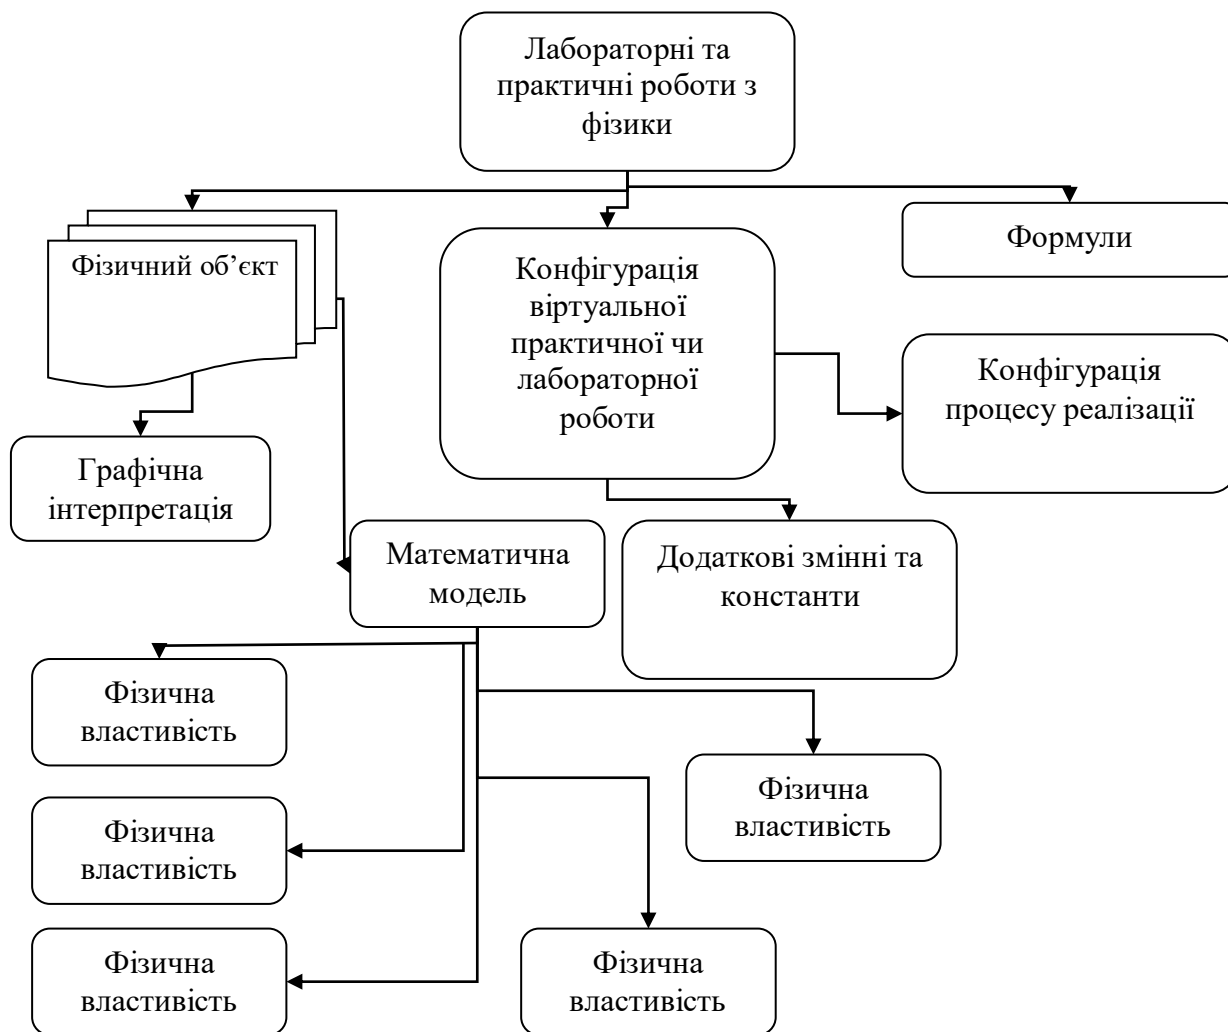 Лабораторні та
практичні роботи з
фізики
Фізичний об’єкт
Конфігурація
віртуальної
практичної чи
лабораторної
роботи
Формули
Конфігурація
процесу реалізації
Графічна
інтерпретація
Математична
модель
Додаткові змінні та
константи
Фізична
властивість
Фізична
властивість
Фізична
властивість
Фізична
властивість
Фізична
властивість